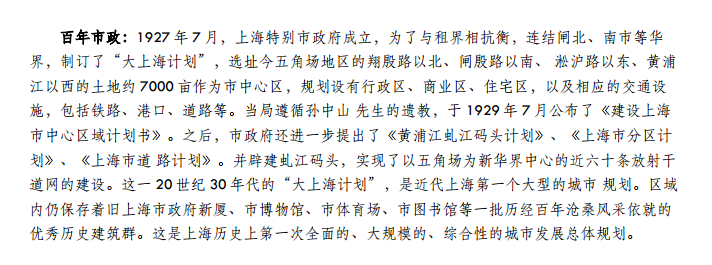 百年市政：1927 年 7 月，上海特别市政府成立，为了与租界相抗衡，连结闸北、南市等华
界，制订了“大上海计划”，选址今五角场地区的翔殷路以北、闸殷路以南、 淞沪路以东、黄浦
江以西的土地约 7000 亩作为市中心区，规划设有行政区、商业区、住宅区，以及相应的交通设
施，包括铁路、港口、道路等。当局遵循孙中山 先生的遗教，于 1929 年 7 月公布了《建设上海
市中心区域计划书》。之后，市政府还进一步提出了《黄浦江虬江码头计划》、《上海市分区计
划》、《上海市道 路计划》。并辟建虬江码头，实现了以五角场为新华界中心的近六十条放射干
道网的建设。这一 20 世纪 30 年代的“大上海计划”，是近代上海第一个大型的城市 规划。区域
内仍保存着旧上海市政府新厦、市博物馆、市体育场、市图书馆等一批历经百年沧桑风采依就的
优秀历史建筑群。这是上海历史上第一次全面的、大规模的、综合性的城市发展总体规划。